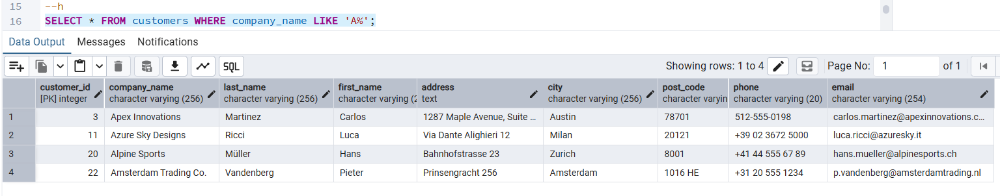 15 --h
16 SELECT * FROM customers WHERE company_name LIKE 'A%';
Data Output Messages Notifications
SQL Showing rows: 1 to 4 Page No: 1 of 1
customer_id company_name last_name first_name address city post_code phone email
[PK] integer character varying (256) character varying (256) character varying (2 text character varying (256) character varyin character varying (20) character varying (254)
1 3 Apex Innovations Martinez Carlos 1287 Maple Avenue, Suite ... Austin 78701 512-555-0198 carlos.martinez@apexinnovations.c...
2 11 Azure Sky Designs Ricci Luca Via Dante Alighieri 12 Milan 20121 +39 02 3672 5000 luca.ricci@azuresky.it
3 20 Alpine Sports Müller Hans Bahnhofstrasse 23 Zurich 8001 +41 44 555 67 89 hans.mueller@alpinesports.ch
4 22 Amsterdam Trading Co. Vandenberg Pieter Prinsengracht 256 Amsterdam 1016 HE +31 20 555 1234 p.vandenberg@amsterdamtrading.nl